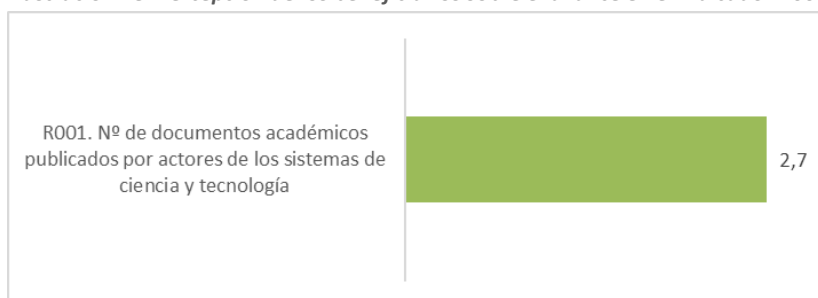 R001. Nº de documentos académicos
publicados por actores de los sistemas de
ciencia y tecnología
2,7